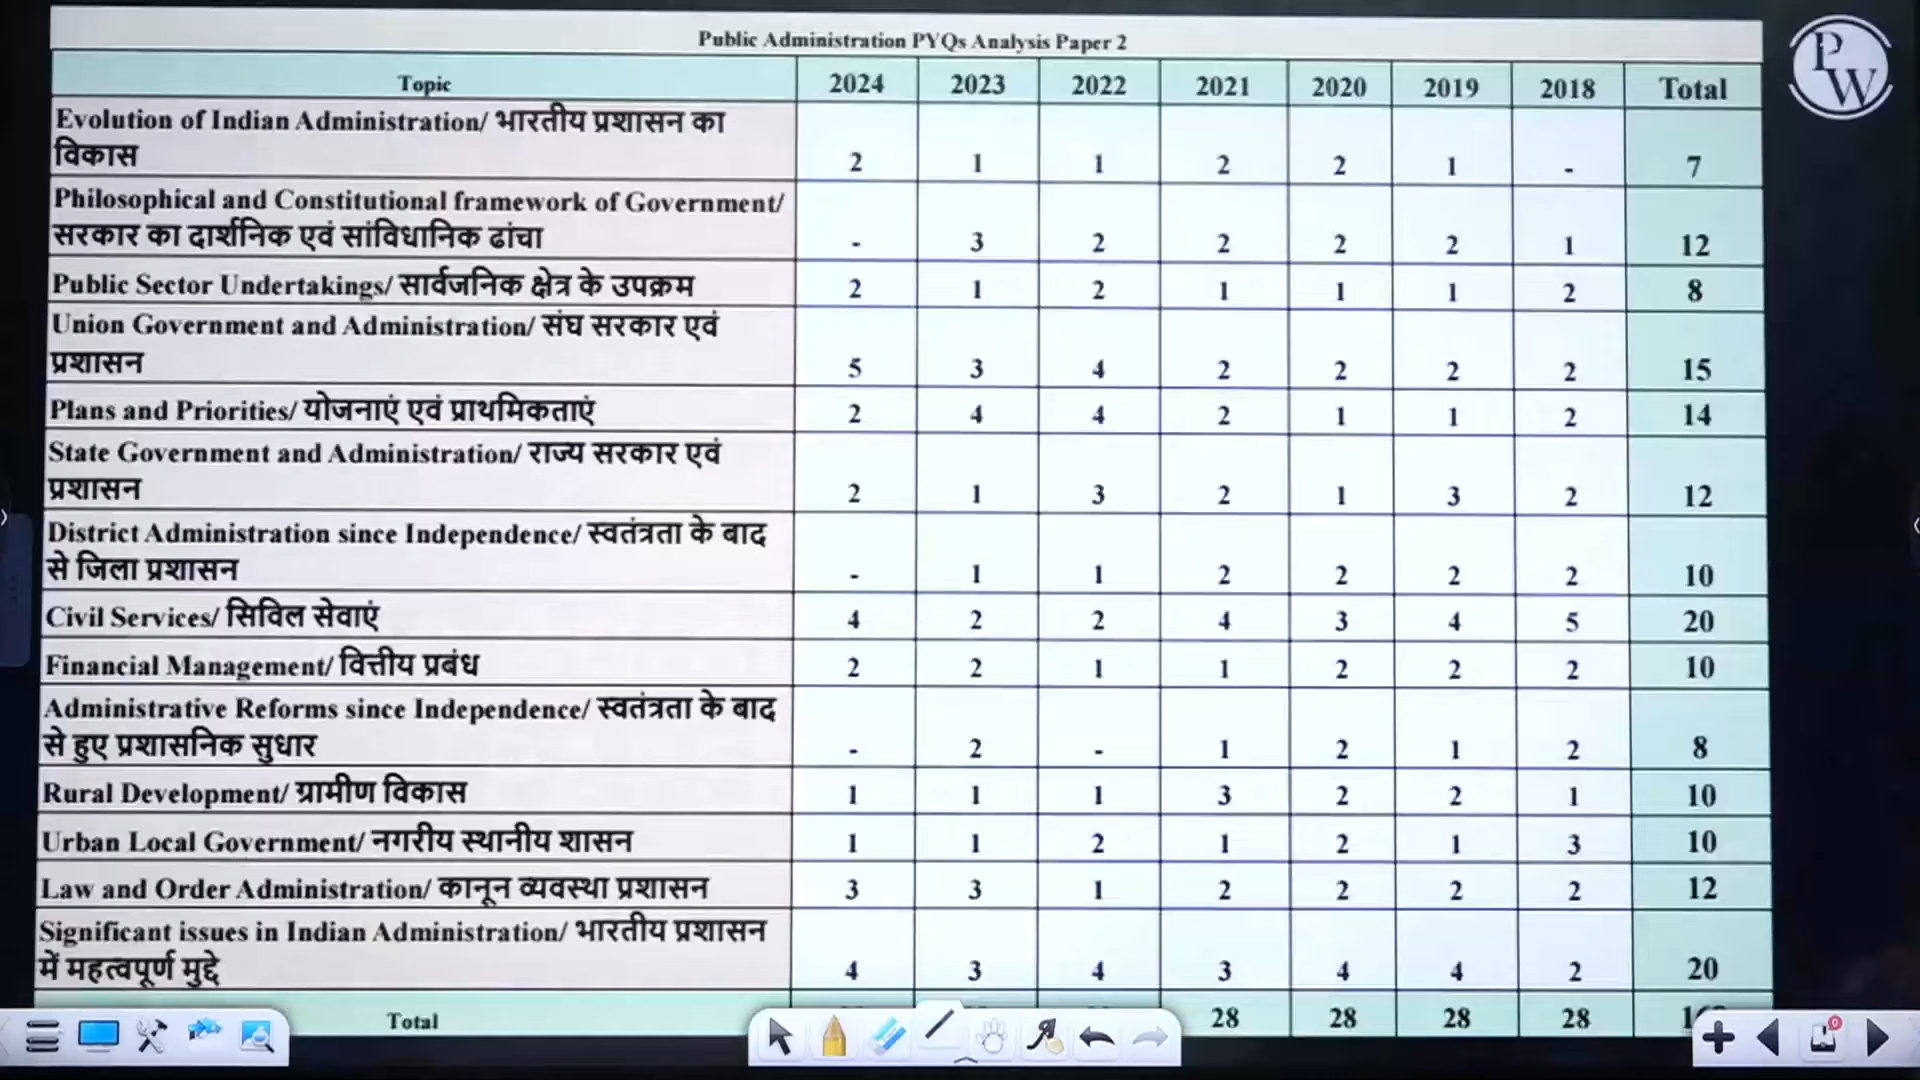 Public Administration PYQs Analysis Paper 2
Topic 2024 2023 2022 2021 2020 2019 2018 Total
Evolution of Indian Administration/ भारतीय प्रशासन का
विकास 2 1 1 2 2 1 - 7
Philosophical and Constitutional framework of Government/
सरकार का दार्शनिक एवं सांविधानिक ढांचा - 3 2 2 2 2 1 12
Public Sector Undertakings/ सार्वजनिक क्षेत्र के उपक्रम 2 1 2 1 1 1 2 8
Union Government and Administration/ संघ सरकार एवं
प्रशासन 5 3 4 2 2 2 2 15
Plans and Priorities/ योजनाएं एवं प्राथमिकताएं 2 4 4 2 1 1 2 14
State Government and Administration/ राज्य सरकार एवं
प्रशासन 2 1 3 2 1 3 2 12
District Administration since Independence/ स्वतंत्रता के बाद
से जिला प्रशासन - 1 1 2 2 2 2 10
Civil Services/ सिविल सेवाएं 4 2 2 4 3 4 5 20
Financial Management/ वित्तीय प्रबंध 2 2 1 1 2 2 2 10
Administrative Reforms since Independence/ स्वतंत्रता के बाद
से हुए प्रशासनिक सुधार - 2 - 1 2 1 2 8
Rural Development/ ग्रामीण विकास 1 1 1 3 2 2 1 10
Urban Local Government/ नगरीय स्थानीय शासन 1 1 2 1 2 1 3 10
Law and Order Administration/ कानून व्यवस्था प्रशासन 3 3 1 2 2 2 2 12
Significant issues in Indian Administration/ भारतीय प्रशासन
में महत्वपूर्ण मुद्दे 4 3 4 3 4 4 2 20
Total 28 28 28 28
PW